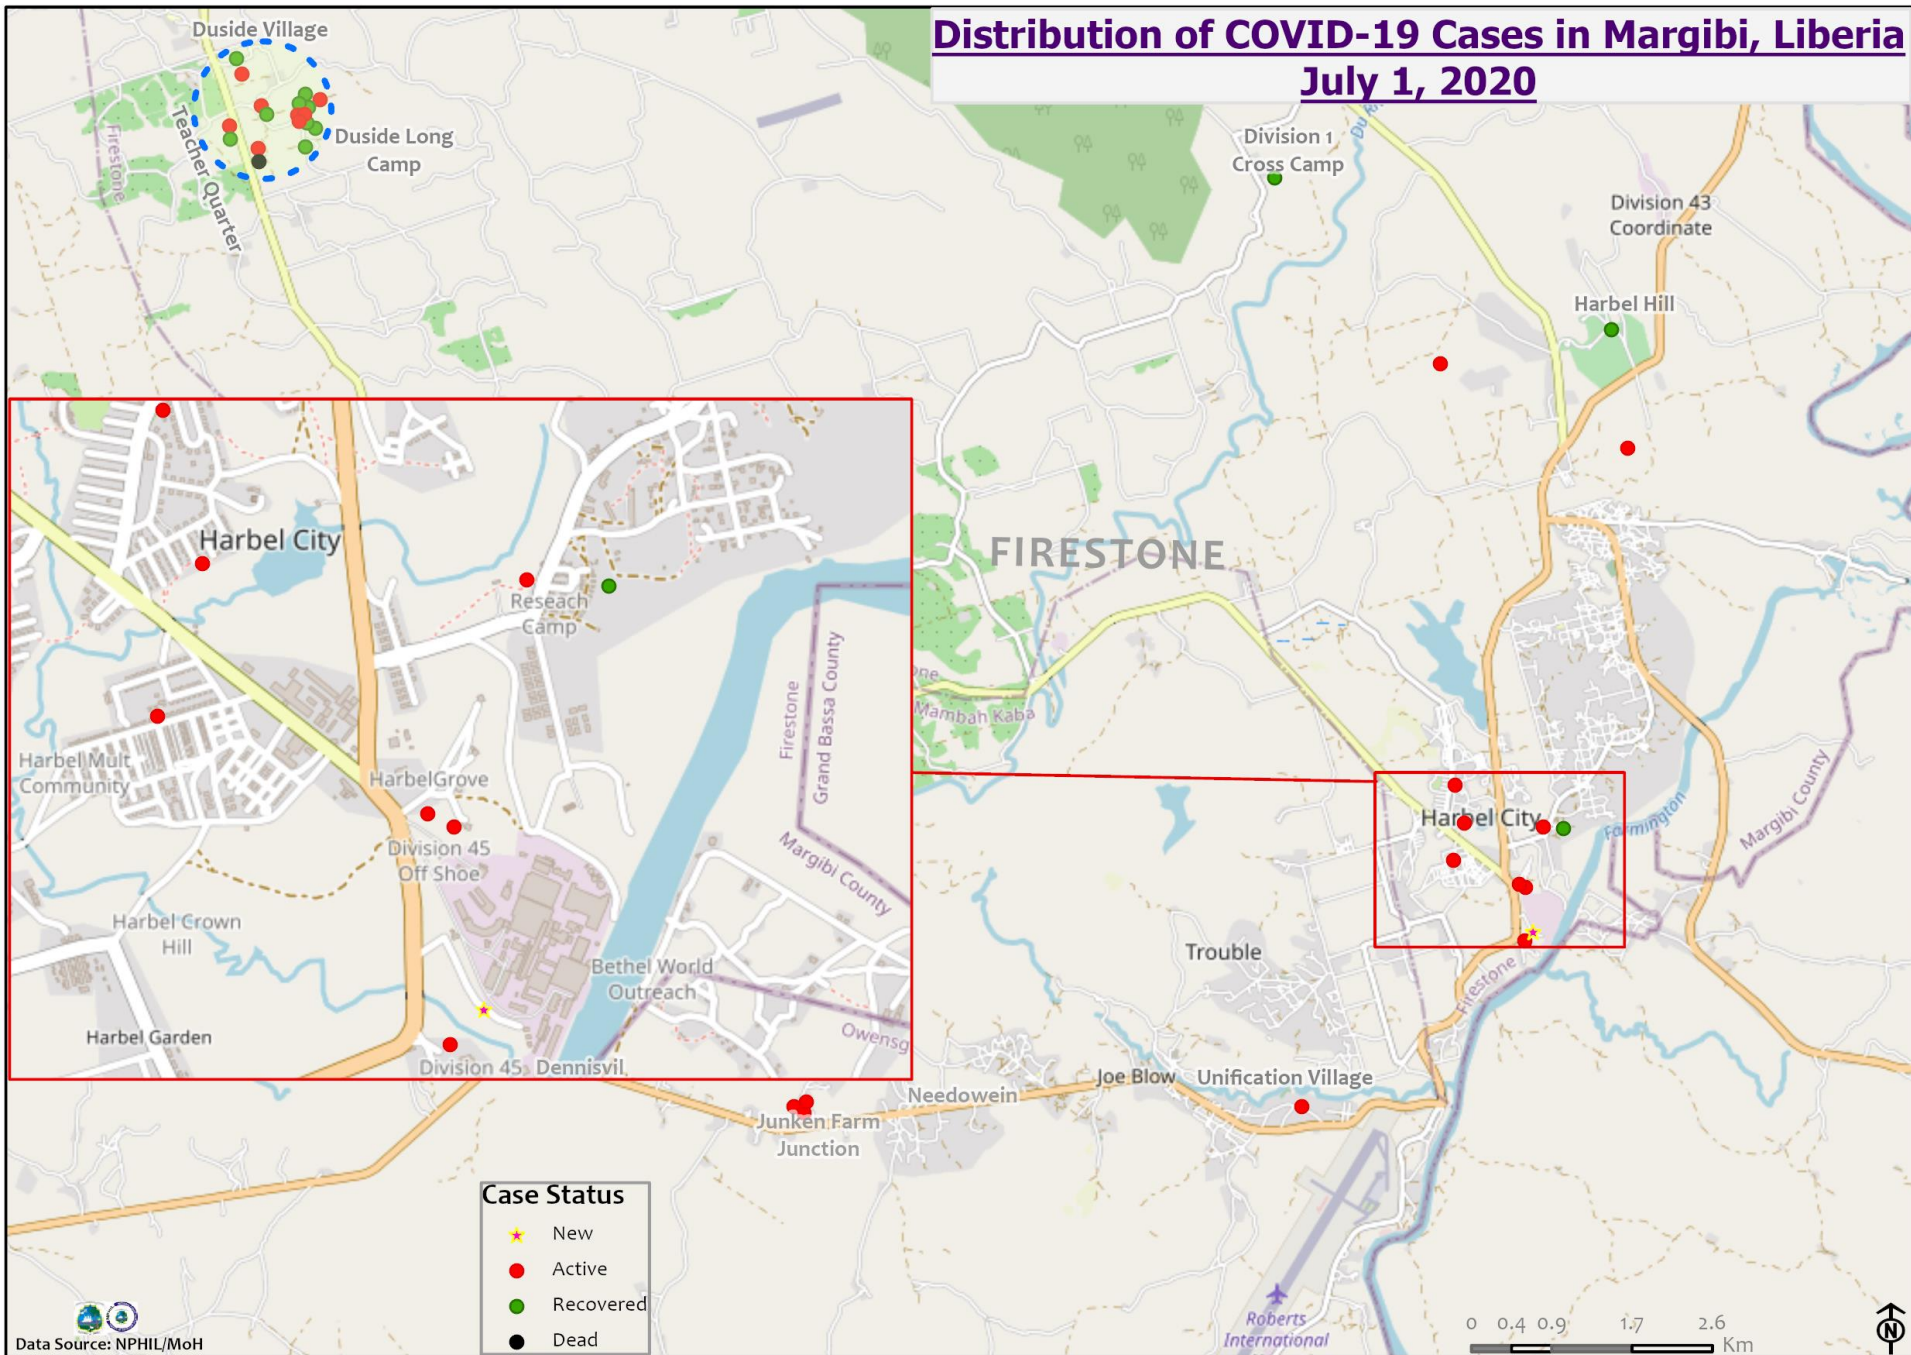 Distribution of COVID-19 Cases in Margibi, Liberia
July 1, 2020
Duside Village
Duside Long
Camp
Teacher Quarter
Firestone
Division 1
Cross Camp
Division 43
Coordinate
Harbel Hill
FIRESTONE
Mambah Kaba
Harbel City
Reseach
Camp
Harbel Mult
Community
HarbelGrove
Division 45
Off Shoe
Harbel Crown
Hill
Harbel Garden
Bethel World
Outreach
Division 45
Dennisvil
Firestone
Grand Bassa County
Margibi County
Owensg
Harbel City
Farmington
Margibi County
Trouble
Firestone
Joe Blow
Unification Village
Needowein
Junken Farm
Junction
Roberts
International
Case Status
New
Active
Recovered
Dead
Data Source: NPHIL/MoH
0 0.4 0.9 1.7 2.6
Km
N